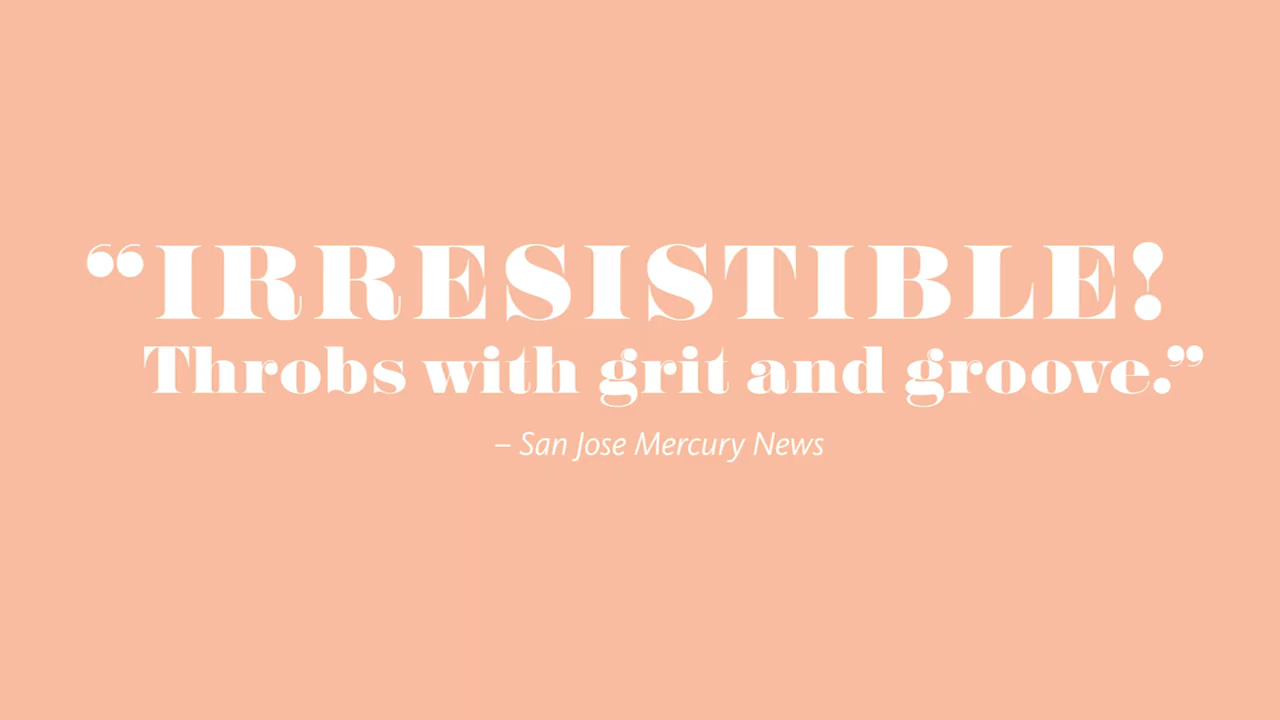 “IRRESISTIBLE!
Throbs with grit and groove.”
– San Jose Mercury News